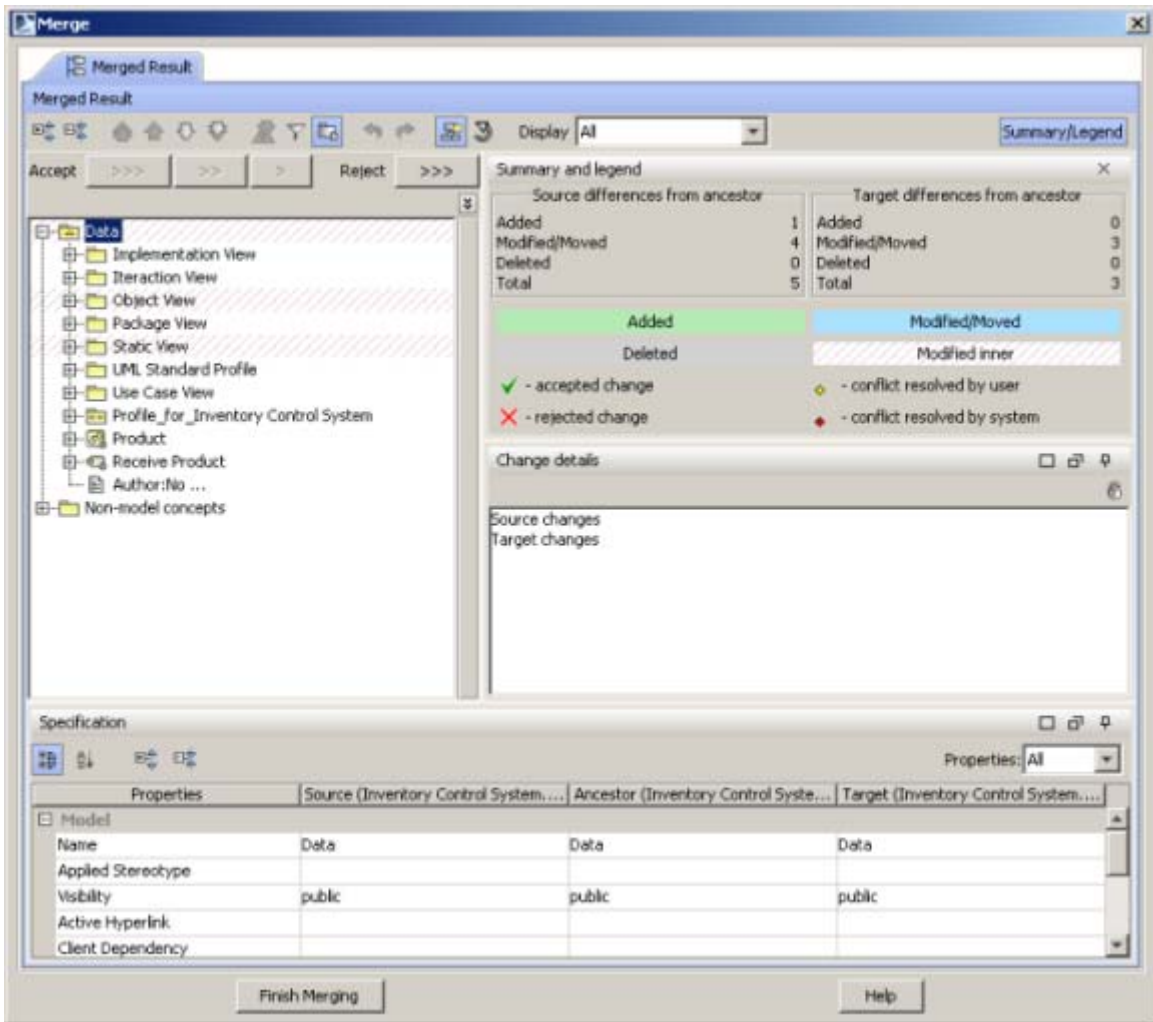 Merge
Merged Result
Merged Result
Display All Summary/Legend
Accept >>> >> > Reject >>>
Summary and legend
Source differences from ancestor
Added 1
Modified/Moved 4
Deleted 0
Total 5
Target differences from ancestor
Added 0
Modified/Moved 3
Deleted 0
Total 3
Added Modified/Moved
Deleted Modified inner
- accepted change - conflict resolved by user
- rejected change - conflict resolved by system
Data
Implementation View
Iteraction View
Object View
Package View
Static View
UML Standard Profile
Use Case View
Profile_for_Inventory Control System
Product
Receive Product
Author:No ...
Non-model concepts
Change details
Source changes
Target changes
Specification
Properties: All
Properties Source (Inventory Control System.... Ancestor (Inventory Control Syste... Target (Inventory Control System....
Model
Name Data Data Data
Applied Stereotype
Visibility public public public
Active Hyperlink
Client Dependency
Finish Merging Help